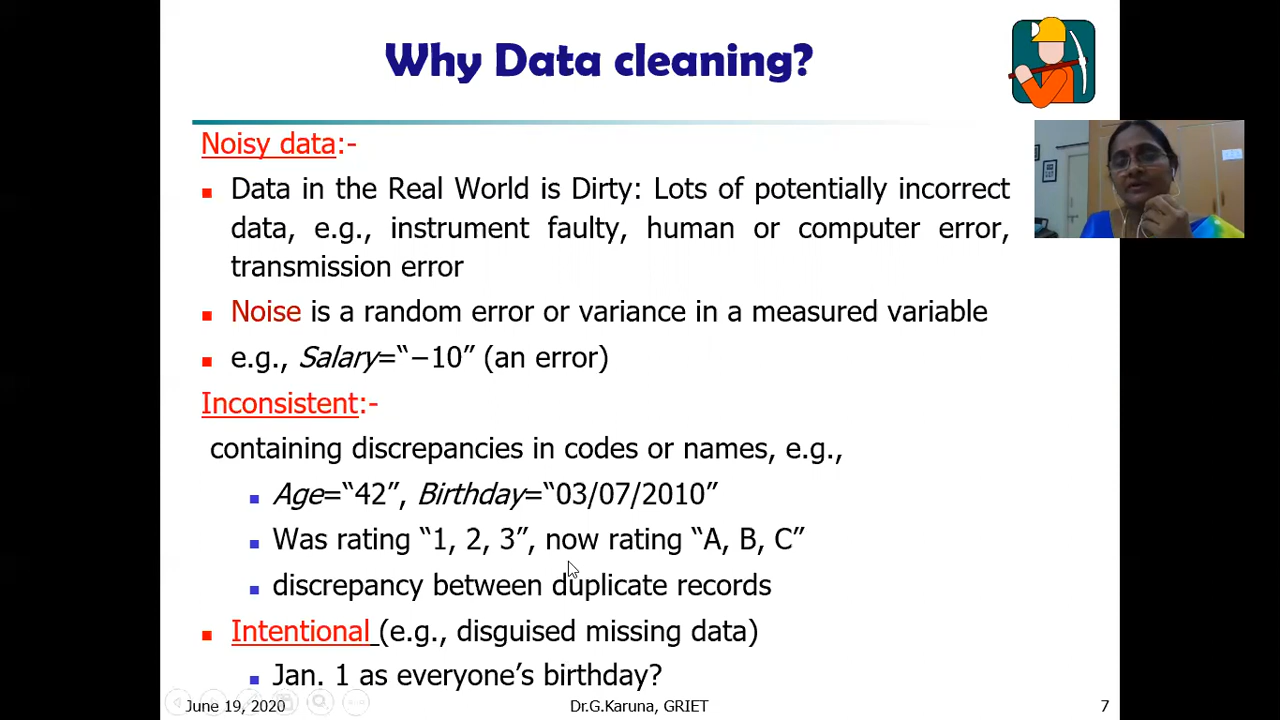 Why Data cleaning?
Noisy data:-
Data in the Real World is Dirty: Lots of potentially incorrect
data, e.g., instrument faulty, human or computer error,
transmission error
Noise is a random error or variance in a measured variable
e.g., Salary=“−10” (an error)
Inconsistent:-
containing discrepancies in codes or names, e.g.,
Age=“42”, Birthday=“03/07/2010”
Was rating “1, 2, 3”, now rating “A, B, C”
discrepancy between duplicate records
Intentional (e.g., disguised missing data)
Jan. 1 as everyone’s birthday?
June 19, 2020
Dr.G.Karuna, GRIET
7